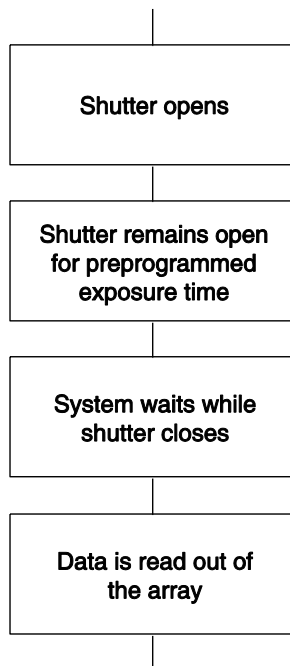 Shutter opens
Shutter remains open
for preprogrammed
exposure time
System waits while
shutter closes
Data is read out of
the array